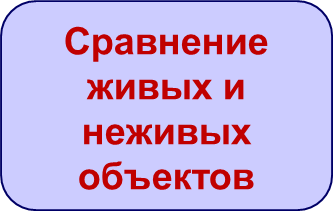 Сравнение
живых и
неживых
объектов